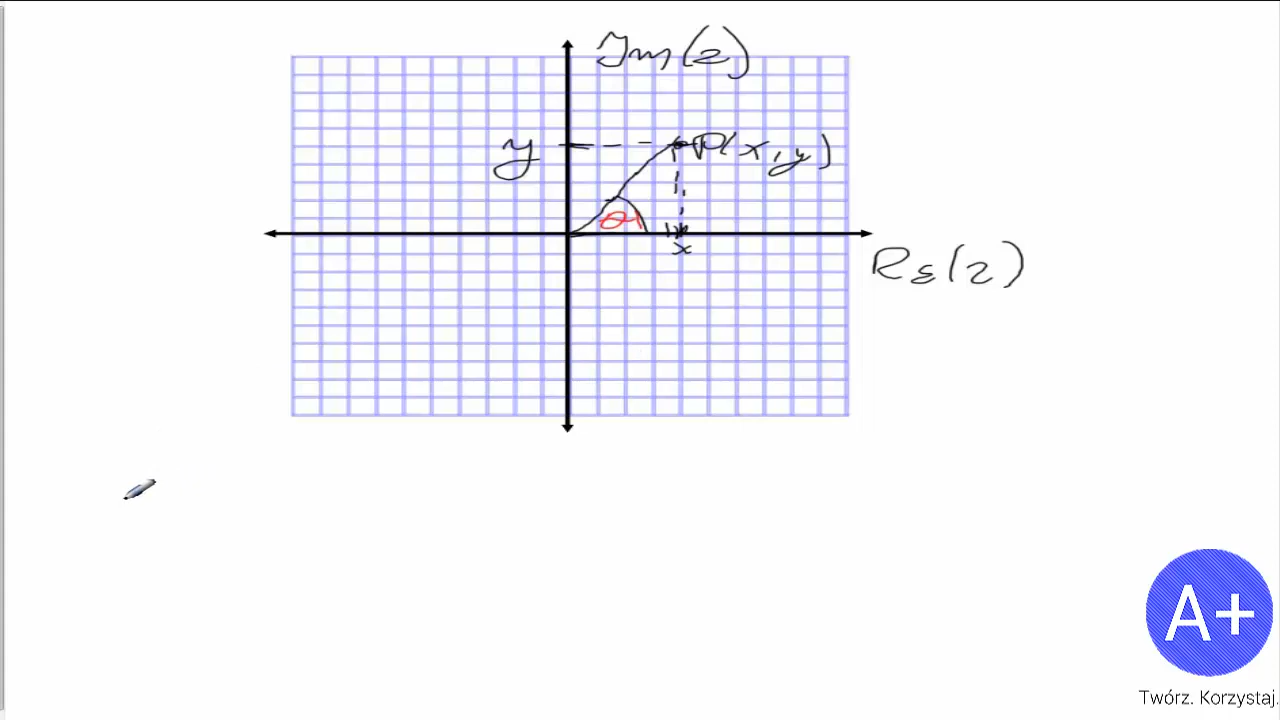 Im(z)
y
P(x,y)
θ
x
Re(z)
A+
Twórz. Korzystaj.